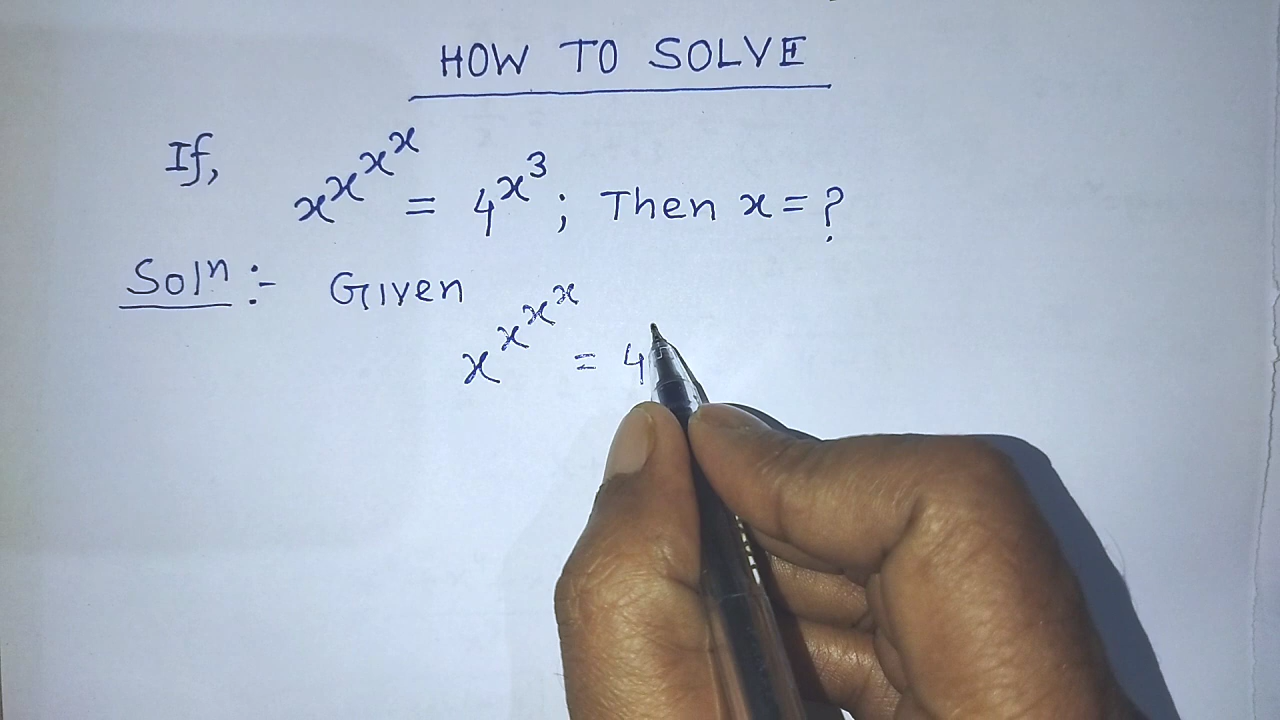 HOW TO SOLVE
If, x^x^x^x = 4^x^3 ; Then x = ?
Solⁿ :- Given
x^x^x^x = 4